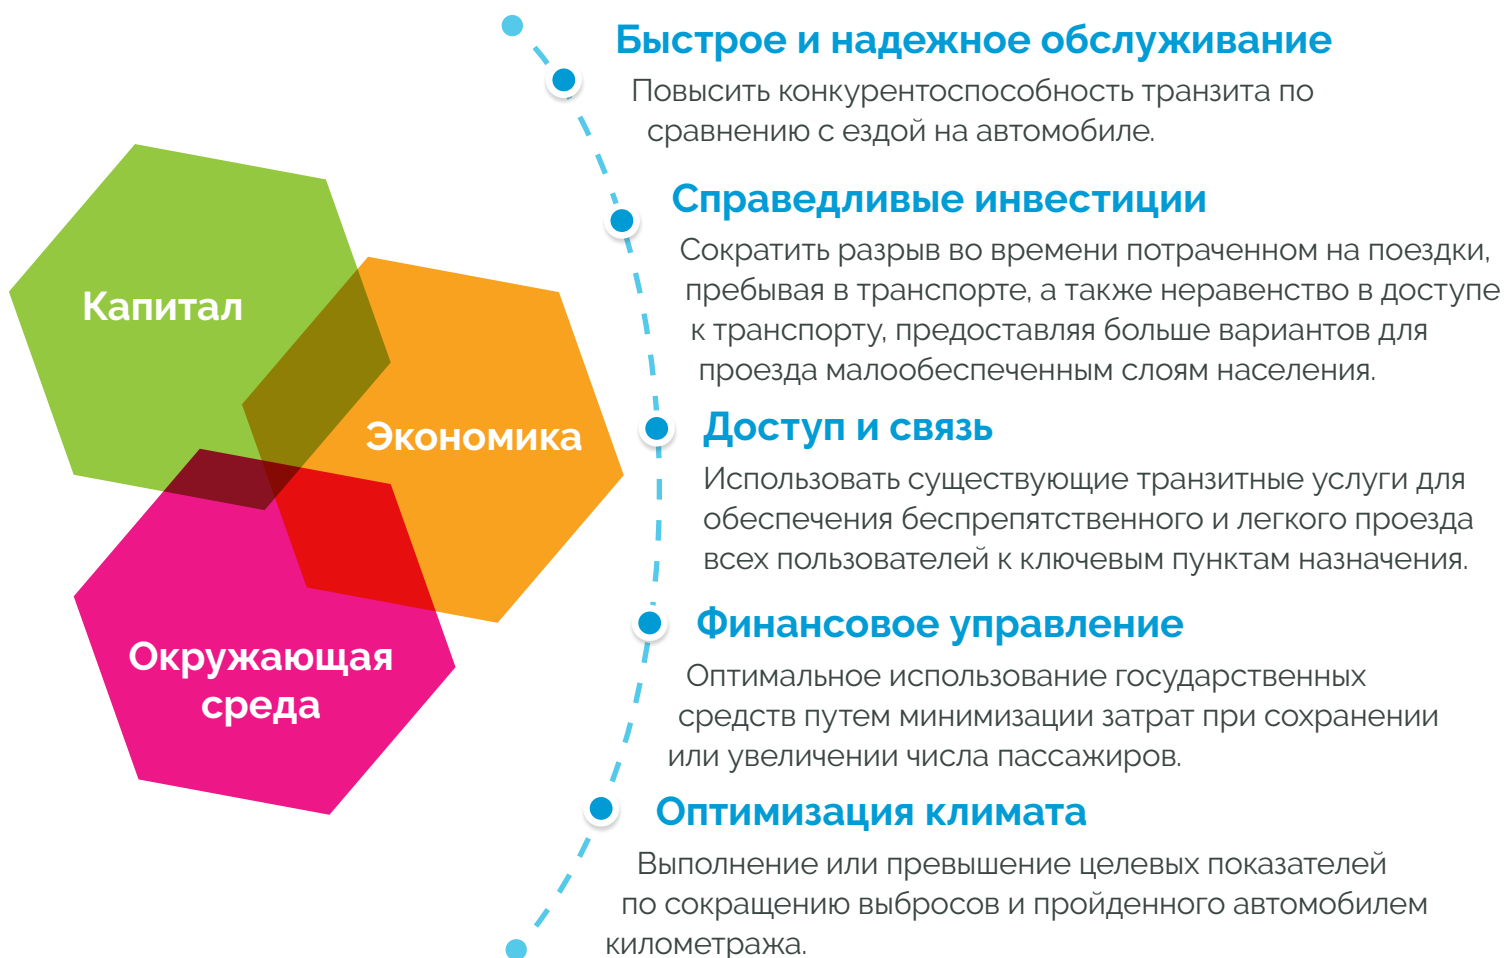 Капитал
Экономика
Окружающая
среда
Быстрое и надежное обслуживание
Повысить конкурентоспособность транзита по
сравнению с ездой на автомобиле.
Справедливые инвестиции
Сократить разрыв во времени потраченном на поездки,
пребывая в транспорте, а также неравенство в доступе
к транспорту, предоставляя больше вариантов для
проезда малообеспеченным слоям населения.
Доступ и связь
Использовать существующие транзитные услуги для
обеспечения беспрепятственного и легкого проезда
всех пользователей к ключевым пунктам назначения.
Финансовое управление
Оптимальное использование государственных
средств путем минимизации затрат при сохранении
или увеличении числа пассажиров.
Оптимизация климата
Выполнение или превышение целевых показателей
по сокращению выбросов и пройденного автомобилем
километража.